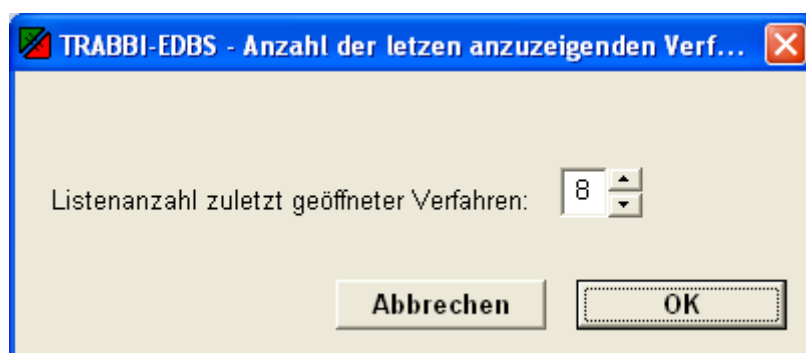 TRABBI-EDBS - Anzahl der letzen anzuzeigenden Verf...
Listenanzahl zuletzt geöffneter Verfahren: 8
Abbrechen OK